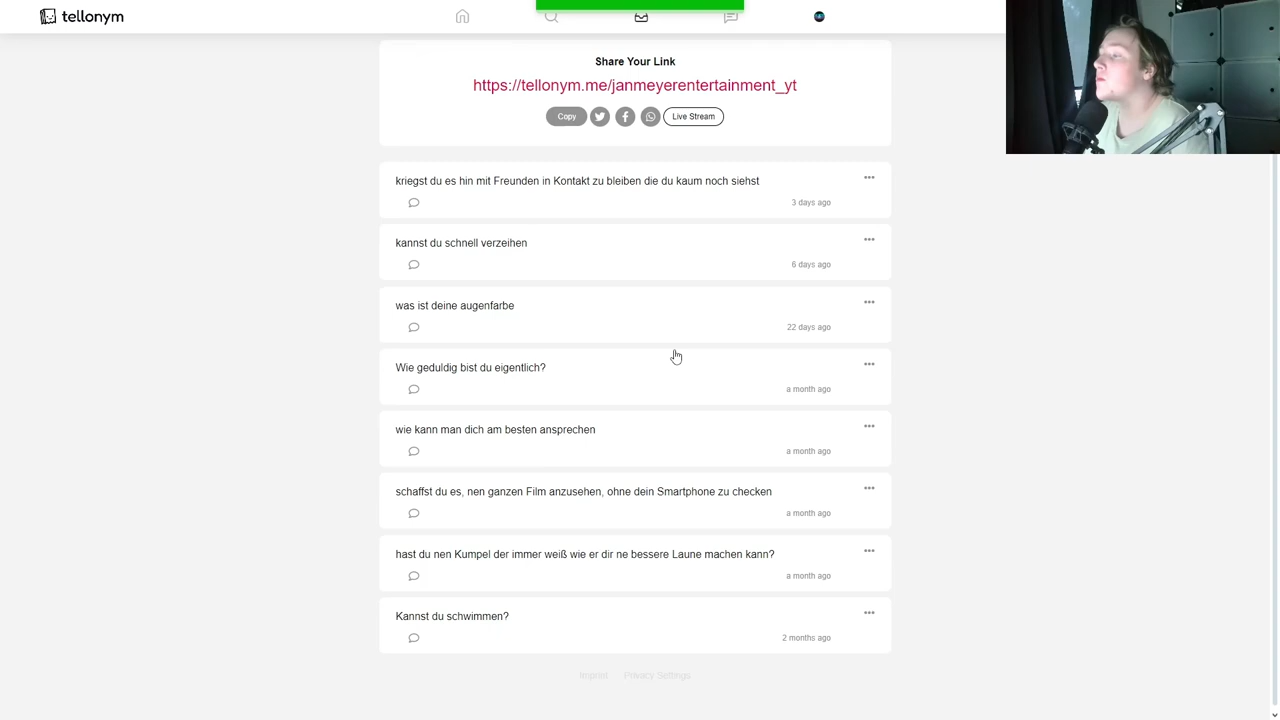 tellonym
Share Your Link
https://tellonym.me/janmeyerentertainment_yt
Copy
Live Stream
kriegst du es hin mit Freunden in Kontakt zu bleiben die du kaum noch siehst
3 days ago
kannst du schnell verzeihen
6 days ago
was ist deine augenfarbe
22 days ago
Wie geduldig bist du eigentlich?
a month ago
wie kann man dich am besten ansprechen
a month ago
schaffst du es, nen ganzen Film anzusehen, ohne dein Smartphone zu checken
a month ago
hast du nen Kumpel der immer weiß wie er dir ne bessere Laune machen kann?
a month ago
Kannst du schwimmen?
2 months ago
Imprint Privacy Settings